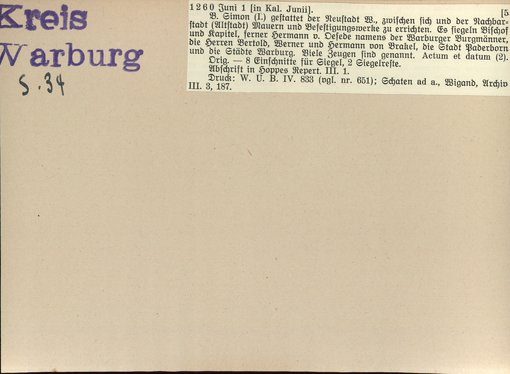 Kreis
Warburg
S. 34
1260 Juni 1 [in Kal. Junii]. [5
B. Simon (I.) gestattet der Neustadt W., zwischen sich und der Nachbar-
stadt (Altstadt) Mauern und Befestigungswerke zu errichten. Es siegeln Bischof
und Kapitel, ferner Hermann v. Oesede namens der Warburger Burgmänner,
die Herren Bertold, Werner und Hermann von Brakel, die Stadt Paderborn
und die Städte Warburg. Viele Zeugen sind genannt. Actum et datum (2).
Orig. — 8 Einschnitte für Siegel, 2 Siegelreste.
Abschrift in Hoppes Repert. III. 1.
Druck: W. U. B. IV. 833 (vgl. nr. 651); Schaten ad a., Wigand, Archiv
III. 3, 187.